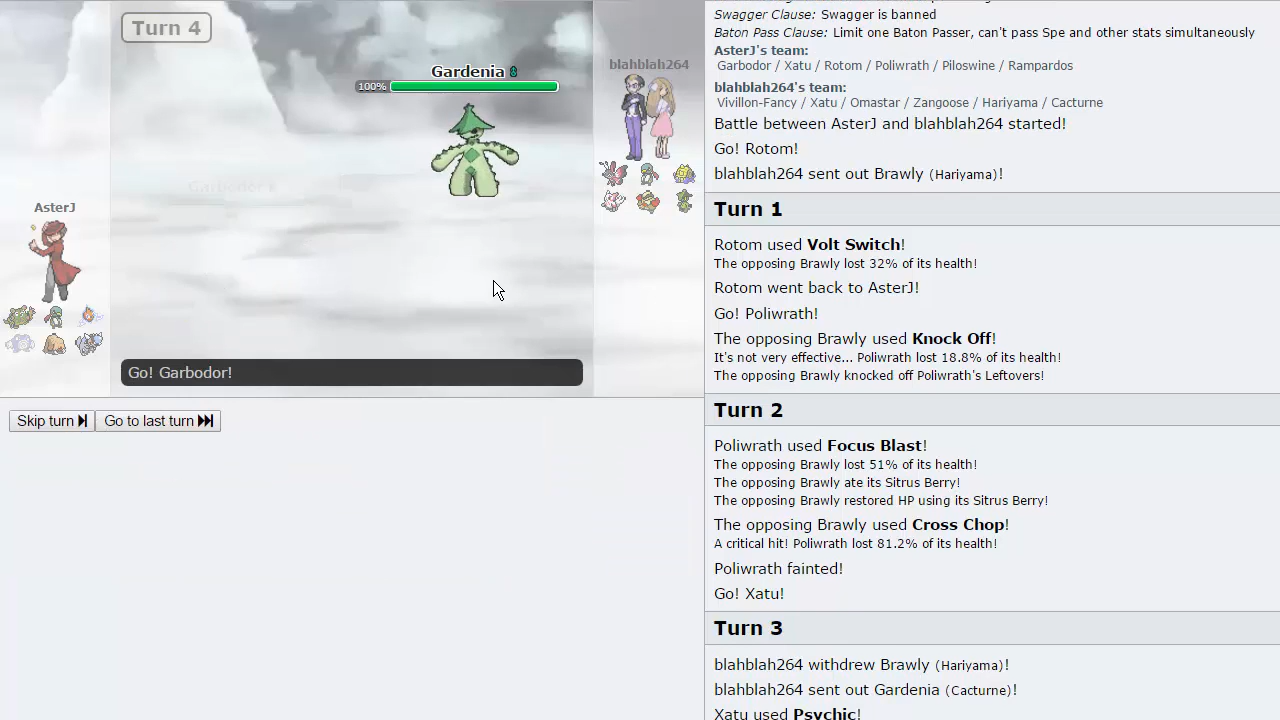 Turn 4
Gardenia
100%
blahblah264
Garbodor
AsterJ
Go! Garbodor!
Skip turn
Go to last turn
Swagger Clause: Swagger is banned
Baton Pass Clause: Limit one Baton Passer, can't pass Spe and other stats simultaneously
AsterJ's team:
Garbodor / Xatu / Rotom / Poliwrath / Piloswine / Rampardos
blahblah264's team:
Vivillon-Fancy / Xatu / Omastar / Zangoose / Hariyama / Cacturne
Battle between AsterJ and blahblah264 started!
Go! Rotom!
blahblah264 sent out Brawly (Hariyama)!
Turn 1
Rotom used Volt Switch!
The opposing Brawly lost 32% of its health!
Rotom went back to AsterJ!
Go! Poliwrath!
The opposing Brawly used Knock Off!
It's not very effective... Poliwrath lost 18.8% of its health!
The opposing Brawly knocked off Poliwrath's Leftovers!
Turn 2
Poliwrath used Focus Blast!
The opposing Brawly lost 51% of its health!
The opposing Brawly ate its Sitrus Berry!
The opposing Brawly restored HP using its Sitrus Berry!
The opposing Brawly used Cross Chop!
A critical hit! Poliwrath lost 81.2% of its health!
Poliwrath fainted!
Go! Xatu!
Turn 3
blahblah264 withdrew Brawly (Hariyama)!
blahblah264 sent out Gardenia (Cacturne)!
Xatu used Psychic!